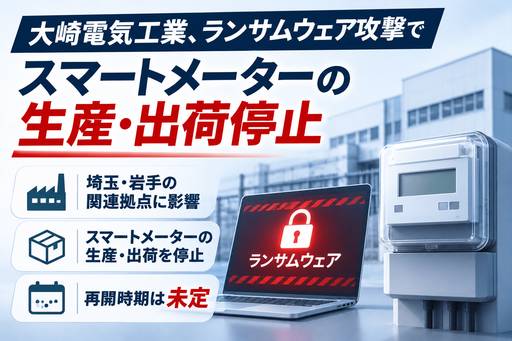 大崎電気工業、ランサムウェア攻撃で
スマートメーターの
生産・出荷停止
埼玉・岩手の
関連拠点に影響
スマートメーターの
生産・出荷を停止
再開時期は未定
ランサムウェア